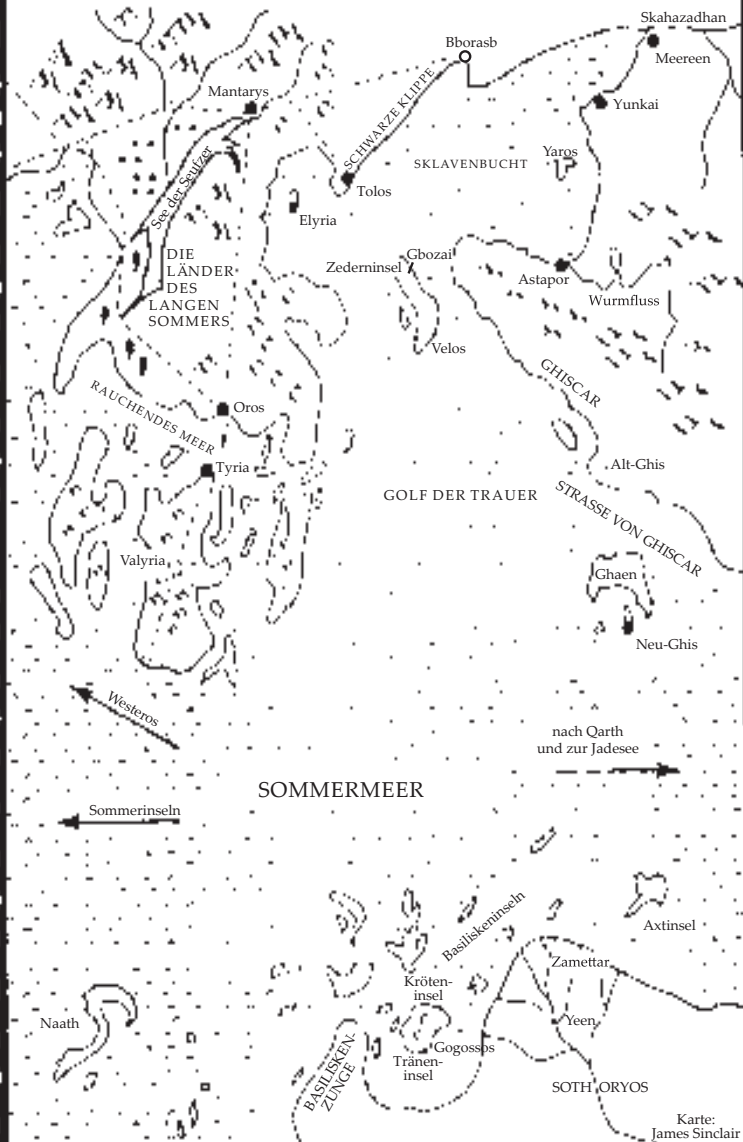 Skahazadhan
Bborasb
Meereen
Mantarys
Yunkai
SCHWARZE KLIPPE
SKLAVENBUCHT
Yaros
See der Seufzer
Tolos
Elyria
DIE
LÄNDER
DES
LANGEN
SOMMERS
Gbozai
Zederninsel
Astapor
Wurmfluss
Velos
GHISCAR
RAUCHENDES MEER
Oros
Tyria
Alt-Ghis
GOLF DER TRAUER
STRASSE VON GHISCAR
Valyria
Ghaen
Neu-Ghis
Westeros
nach Qarth
und zur Jadesee
SOMMERMEER
Sommerinseln
Axtinsel
Basiliskeninseln
Zamettar
Kröten-
insel
Naath
Yeen
Gogossos
Tränen-
insel
BASILISKEN-
ZUNGE
SOTHORYOS
Karte:
James Sinclair